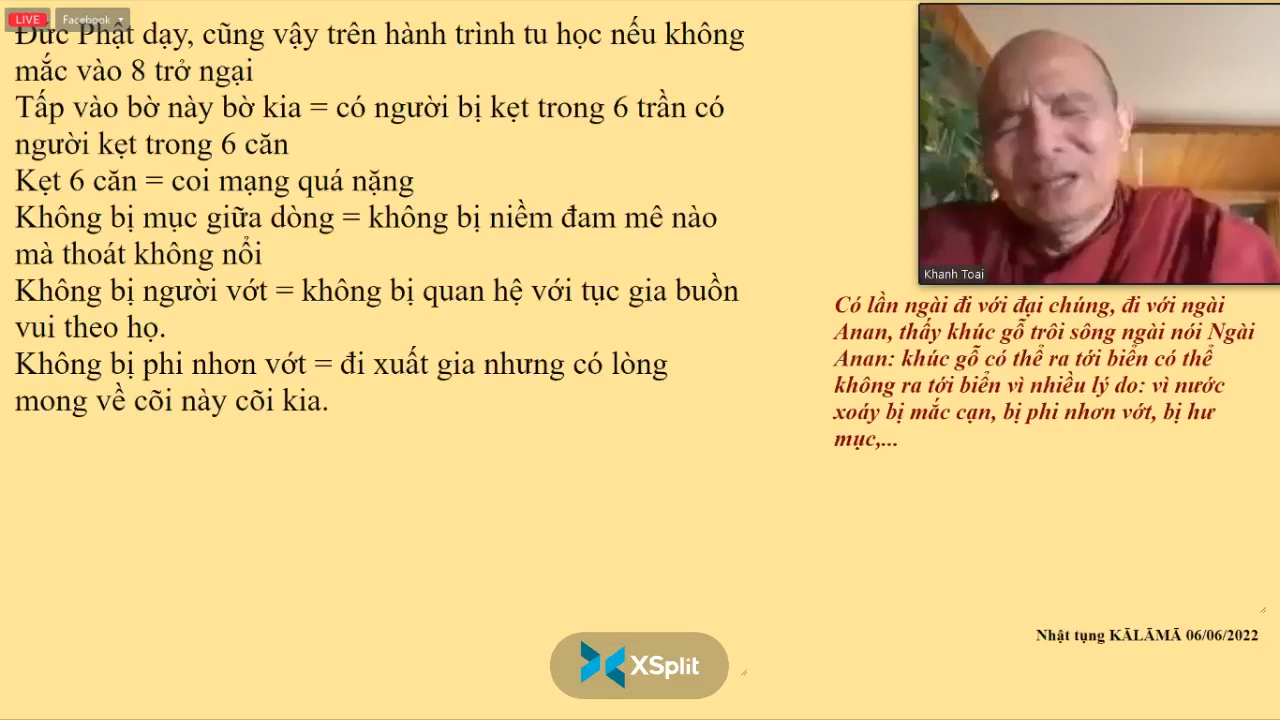 LIVE
Facebook
Đức Phật dạy, cũng vậy trên hành trình tu học nếu không
mắc vào 8 trở ngại
Tấp vào bờ này bờ kia = có người bị kẹt trong 6 trần có
người kẹt trong 6 căn
Kẹt 6 căn = coi mạng quá nặng
Không bị mục giữa dòng = không bị niềm đam mê nào
mà thoát không nổi
Không bị người vớt = không bị quan hệ với tục gia buồn
vui theo họ.
Không bị phi nhơn vớt = đi xuất gia nhưng có lòng
mong về cõi này cõi kia.
Khanh Toai
Có lần ngài đi với đại chúng, đi với ngài
Anan, thấy khúc gỗ trôi sông ngài nói Ngài
Anan: khúc gỗ có thể ra tới biển có thể
không ra tới biển vì nhiều lý do: vì nước
xoáy bị mắc cạn, bị phi nhơn vớt, bị hư
mục,...
Nhật tụng KĀLĀMĀ 06/06/2022
XSplit